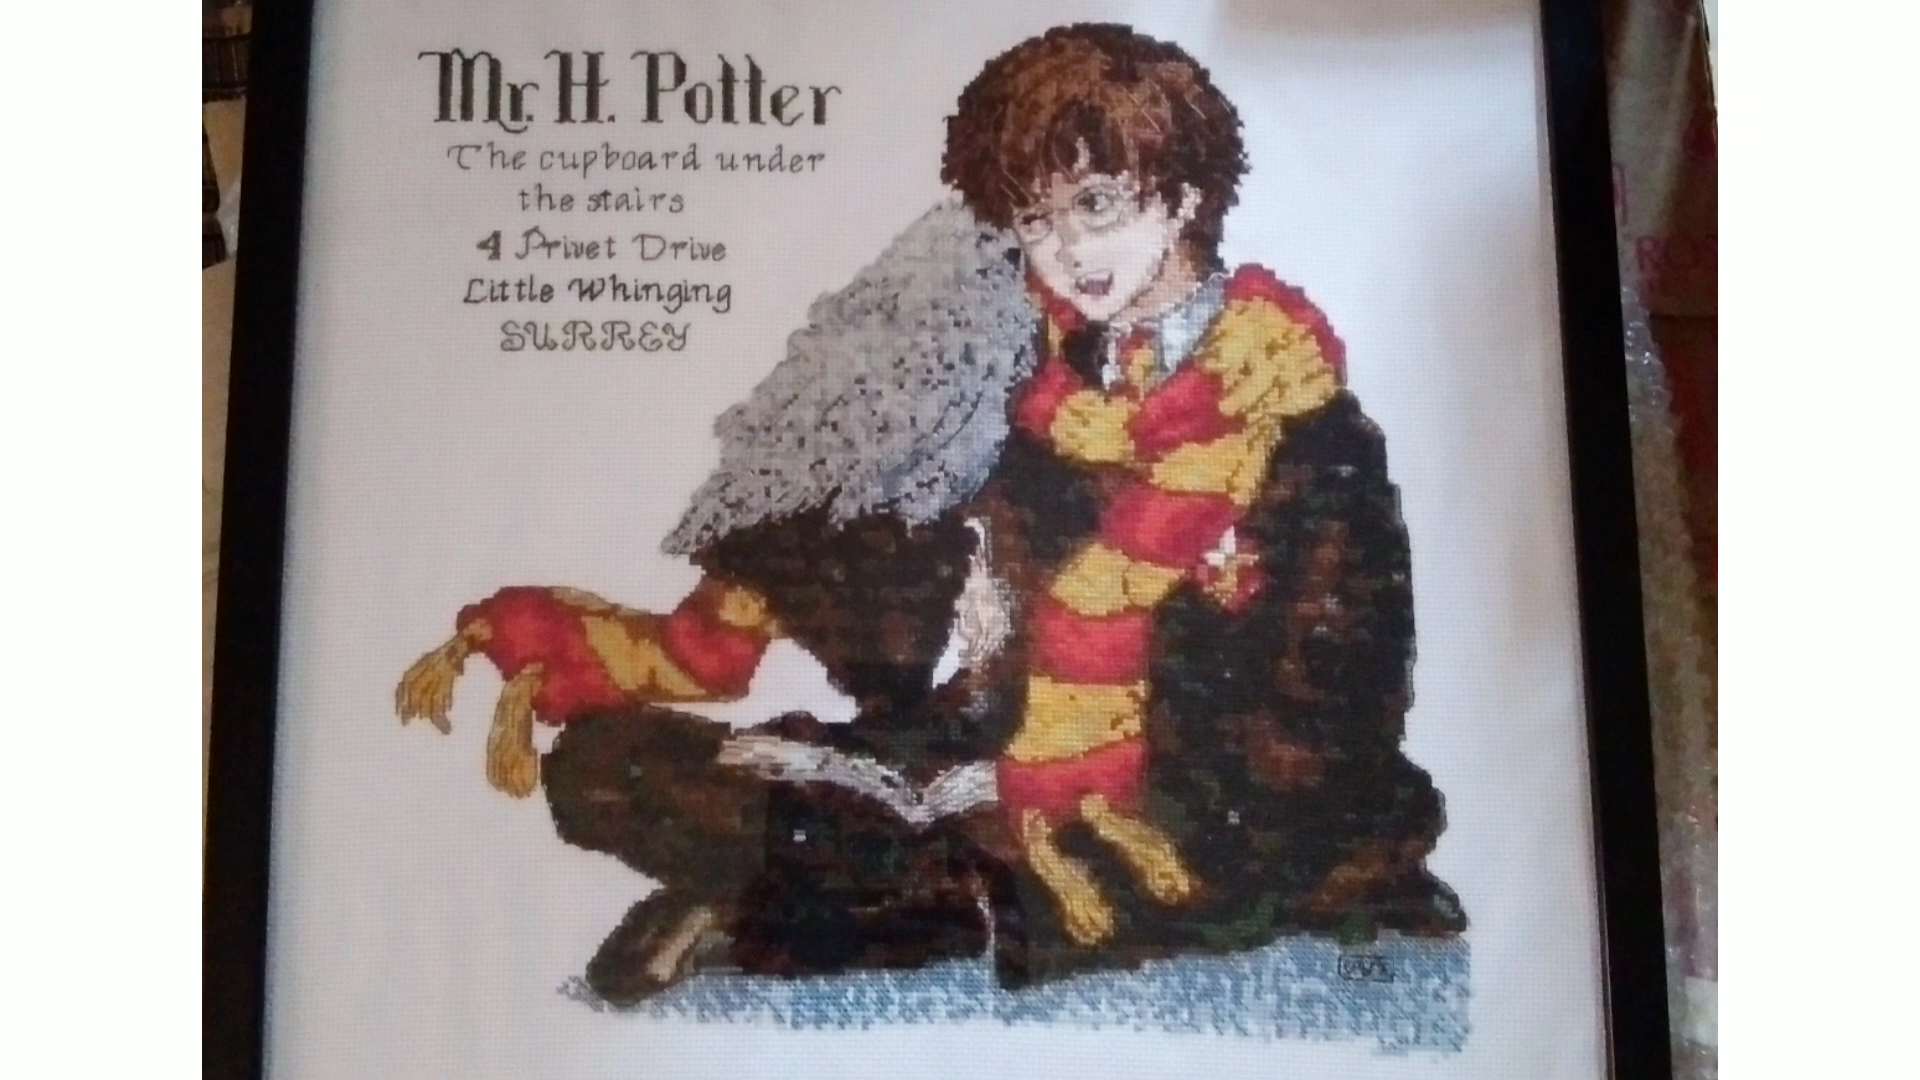 Mr. H. Potter
The cupboard under
the stairs
4 Privet Drive
Little Whinging
SURREY